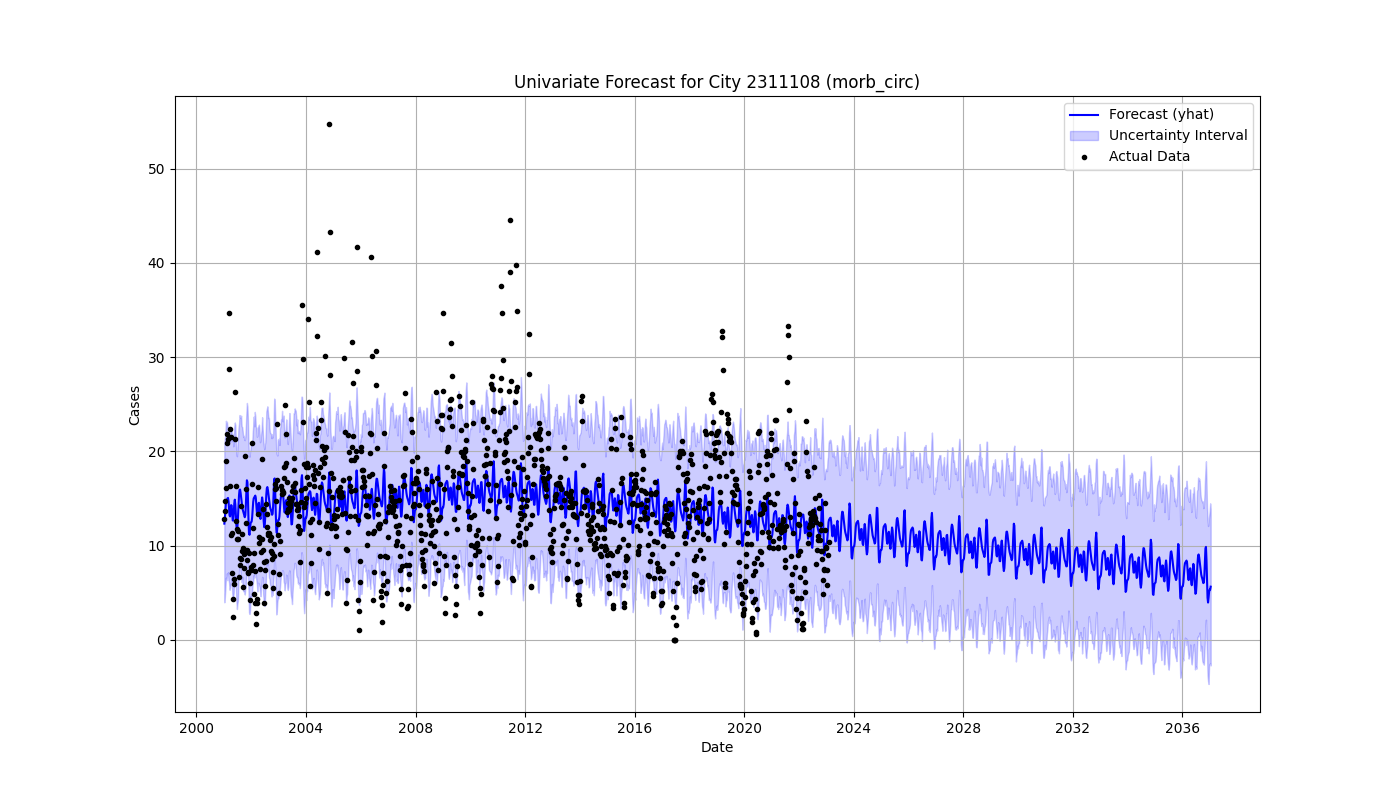 Univariate Forecast for City 2311108 (morb_circ)
Forecast (yhat)
Uncertainty Interval
Actual Data
Cases
50
40
30
20
10
0
2000 2004 2008 2012 2016 2020 2024 2028 2032 2036
Date